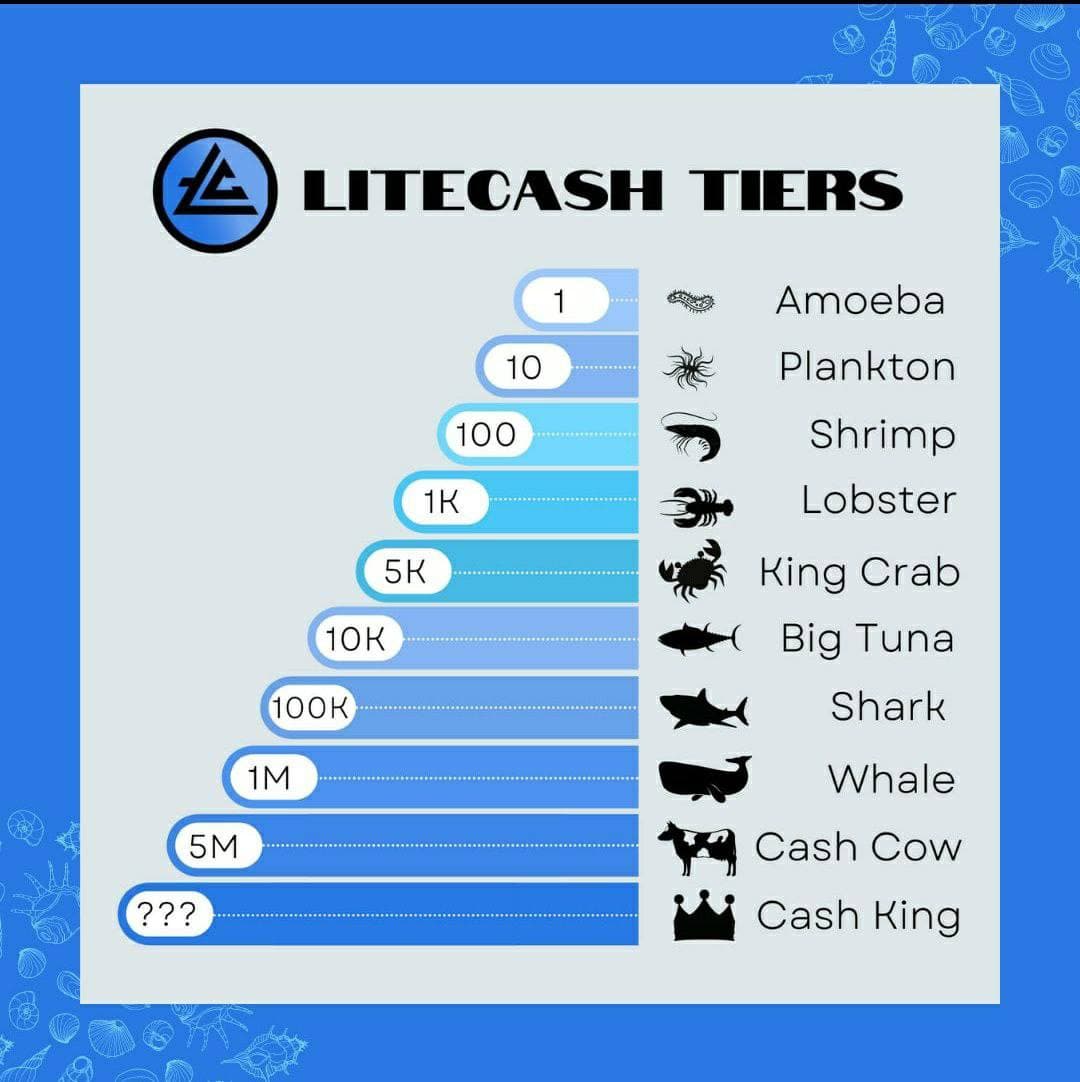 LITECASH TIERS
1 Amoeba
10 Plankton
100 Shrimp
1K Lobster
5K King Crab
10K Big Tuna
100K Shark
1M Whale
5M Cash Cow
??? Cash King